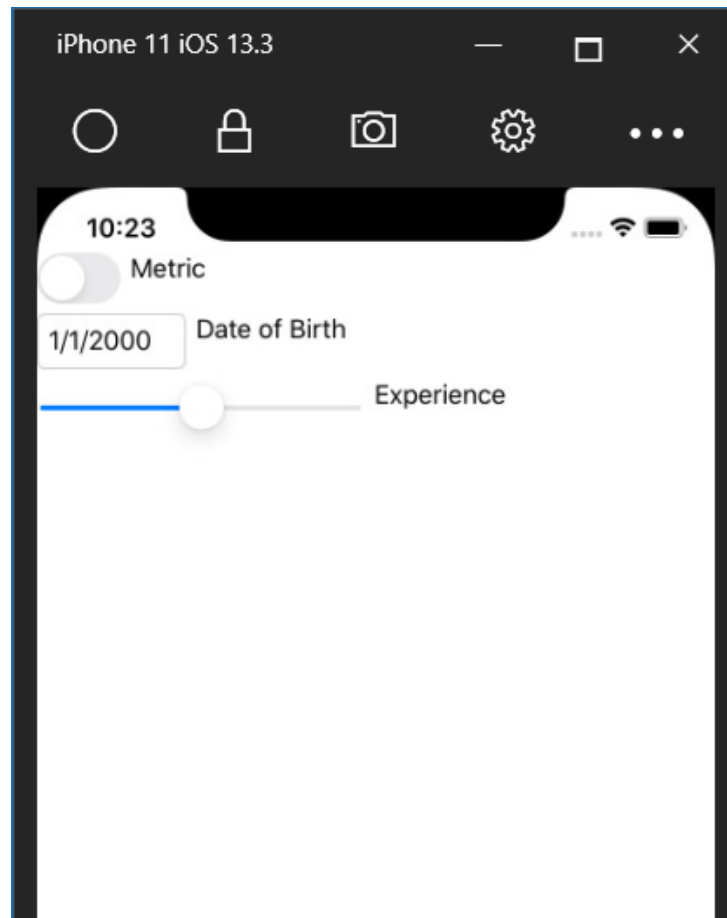 iPhone 11 iOS 13.3
10:23
Metric
1/1/2000 Date of Birth
Experience